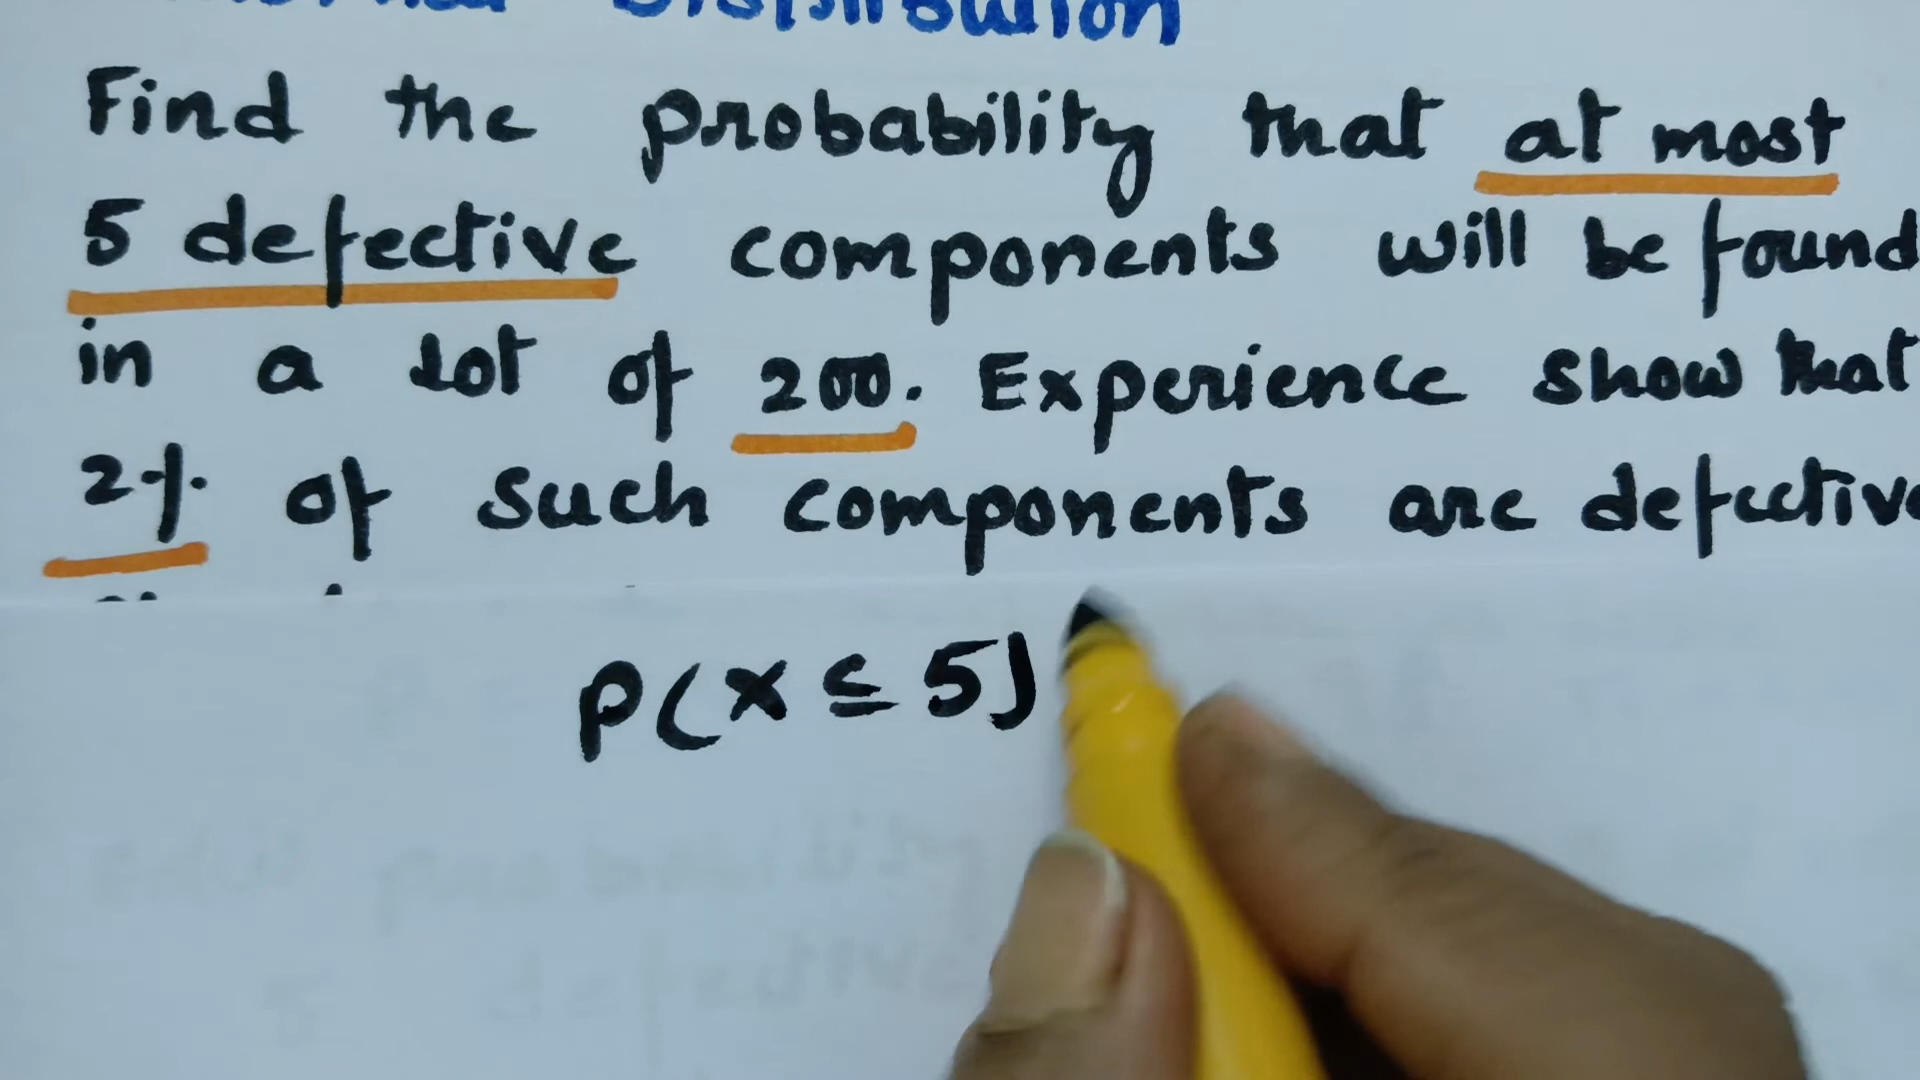 Distribution
Find the probability that at most
5 defective components will be found
in a lot of 200. Experience show that
2% of such components are defective
P(x ≤ 5)